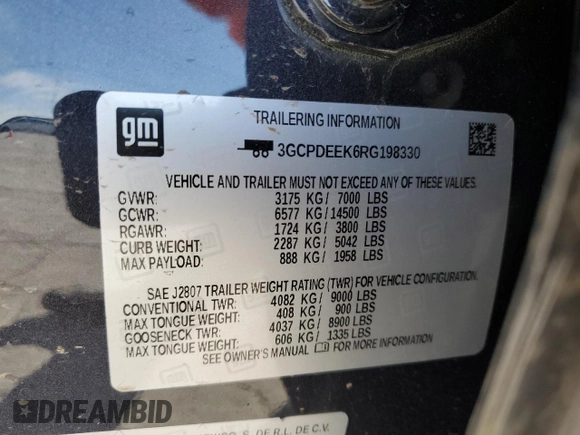 gm
TRAILERING INFORMATION
3GCPDEEK6RG198330
VEHICLE AND TRAILER MUST NOT EXCEED ANY OF THESE VALUES.
GVWR: 3175 KG/ 7000 LBS
GCWR: 6577 KG/14500 LBS
RGAWR: 1724 KG/ 3800 LBS
CURB WEIGHT: 2287 KG/ 5042 LBS
MAX PAYLOAD: 888 KG/ 1958 LBS
SAE J2807 TRAILER WEIGHT RATING (TWR) FOR VEHICLE CONFIGURATION.
CONVENTIONAL TWR: 4082 KG/ 9000 LBS
MAX TONGUE WEIGHT: 408 KG/ 900 LBS
GOOSENECK TWR: 4037 KG/ 8900 LBS
MAX TONGUE WEIGHT: 606 KG/ 1335 LBS
SEE OWNER'S MANUAL FOR MORE INFORMATION
S. DE R.L. DE C.V.
DREAMBID